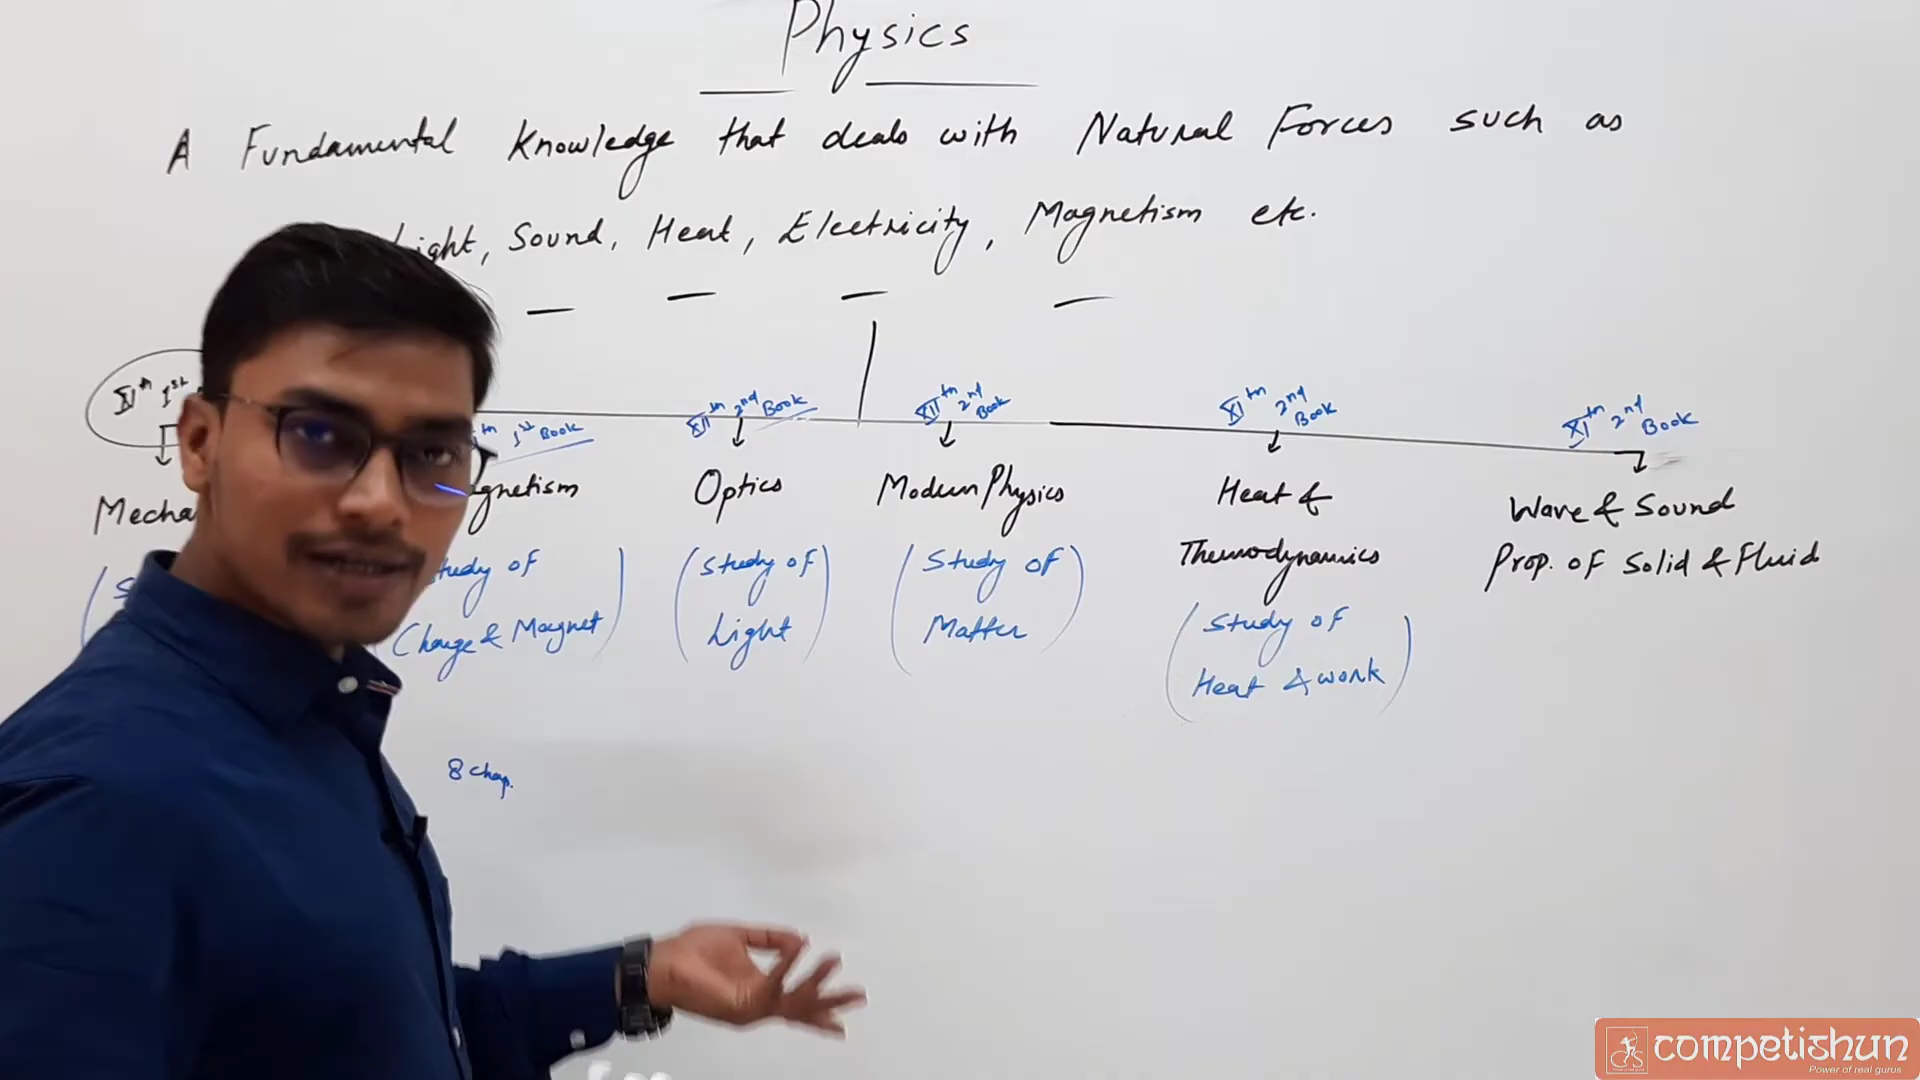 Physics
A Fundamental Knowledge that deals with Natural Forces such as
Light, Sound, Heat, Electricity, Magnetism etc.
XIth 1st
1st Book
XIIth 2nd Book
XIIth 2nd Book
XIth 2nd Book
XIth 2nd Book
Mecha
gnetism
Optics
Modern Physics
Heat &
Thermodynamics
Wave & Sound
Prop. of Solid & Fluid
Study of
Charge & Magnet
(Study of
Light)
(Study of
Matter)
(Study of
Heat & work)
8 chap.
competishun
Power of real gurus